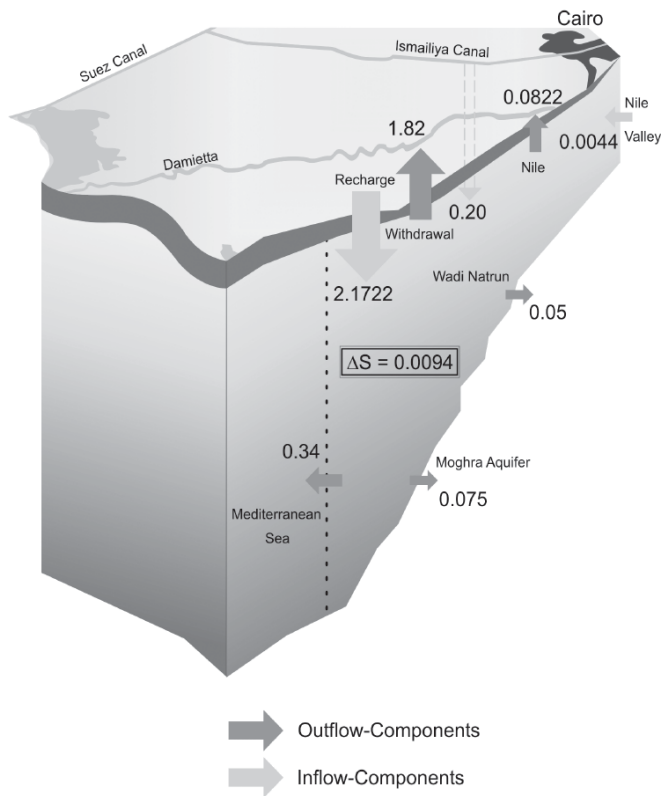 Cairo
Suez Canal
Ismailiya Canal
0.0822
Nile
Valley
0.0044
1.82
Damietta
Nile
Recharge
0.20
Withdrawal
2.1722
Wadi Natrun
0.05
ΔS = 0.0094
0.34
Moghra Aquifer
0.075
Mediterranean
Sea
Outflow-Components
Inflow-Components